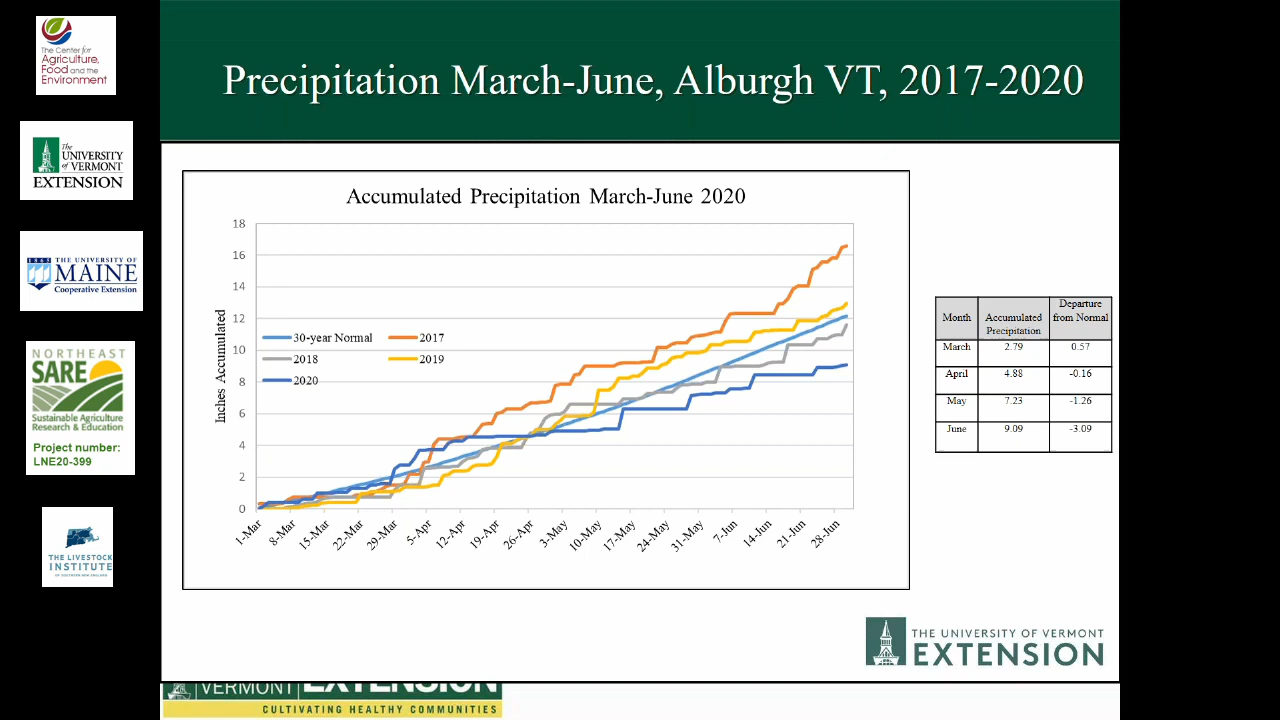 The Center for
Agriculture,
Food and the
Environment
The
UNIVERSITY
of VERMONT
EXTENSION
1865 THE UNIVERSITY OF
MAINE
Cooperative Extension
NORTHEAST
SARE
Sustainable Agriculture
Research & Education
Project number:
LNE20-399
THE LIVESTOCK
INSTITUTE
OF SOUTHERN NEW ENGLAND
Precipitation March-June, Alburgh VT, 2017-2020
Accumulated Precipitation March-June 2020
Inches Accumulated
18
16
14
12
10
8
6
4
2
0
30-year Normal 2017
2018 2019
2020
1-Mar 8-Mar 15-Mar 22-Mar 29-Mar 5-Apr 12-Apr 19-Apr 26-Apr 3-May 10-May 17-May 24-May 31-May 7-Jun 14-Jun 21-Jun 28-Jun
Month Accumulated Precipitation Departure from Normal
March 2.79 0.57
April 4.88 -0.16
May 7.23 -1.26
June 9.09 -3.09
THE UNIVERSITY OF VERMONT
EXTENSION
VERMONT EXTENSION
CULTIVATING HEALTHY COMMUNITIES